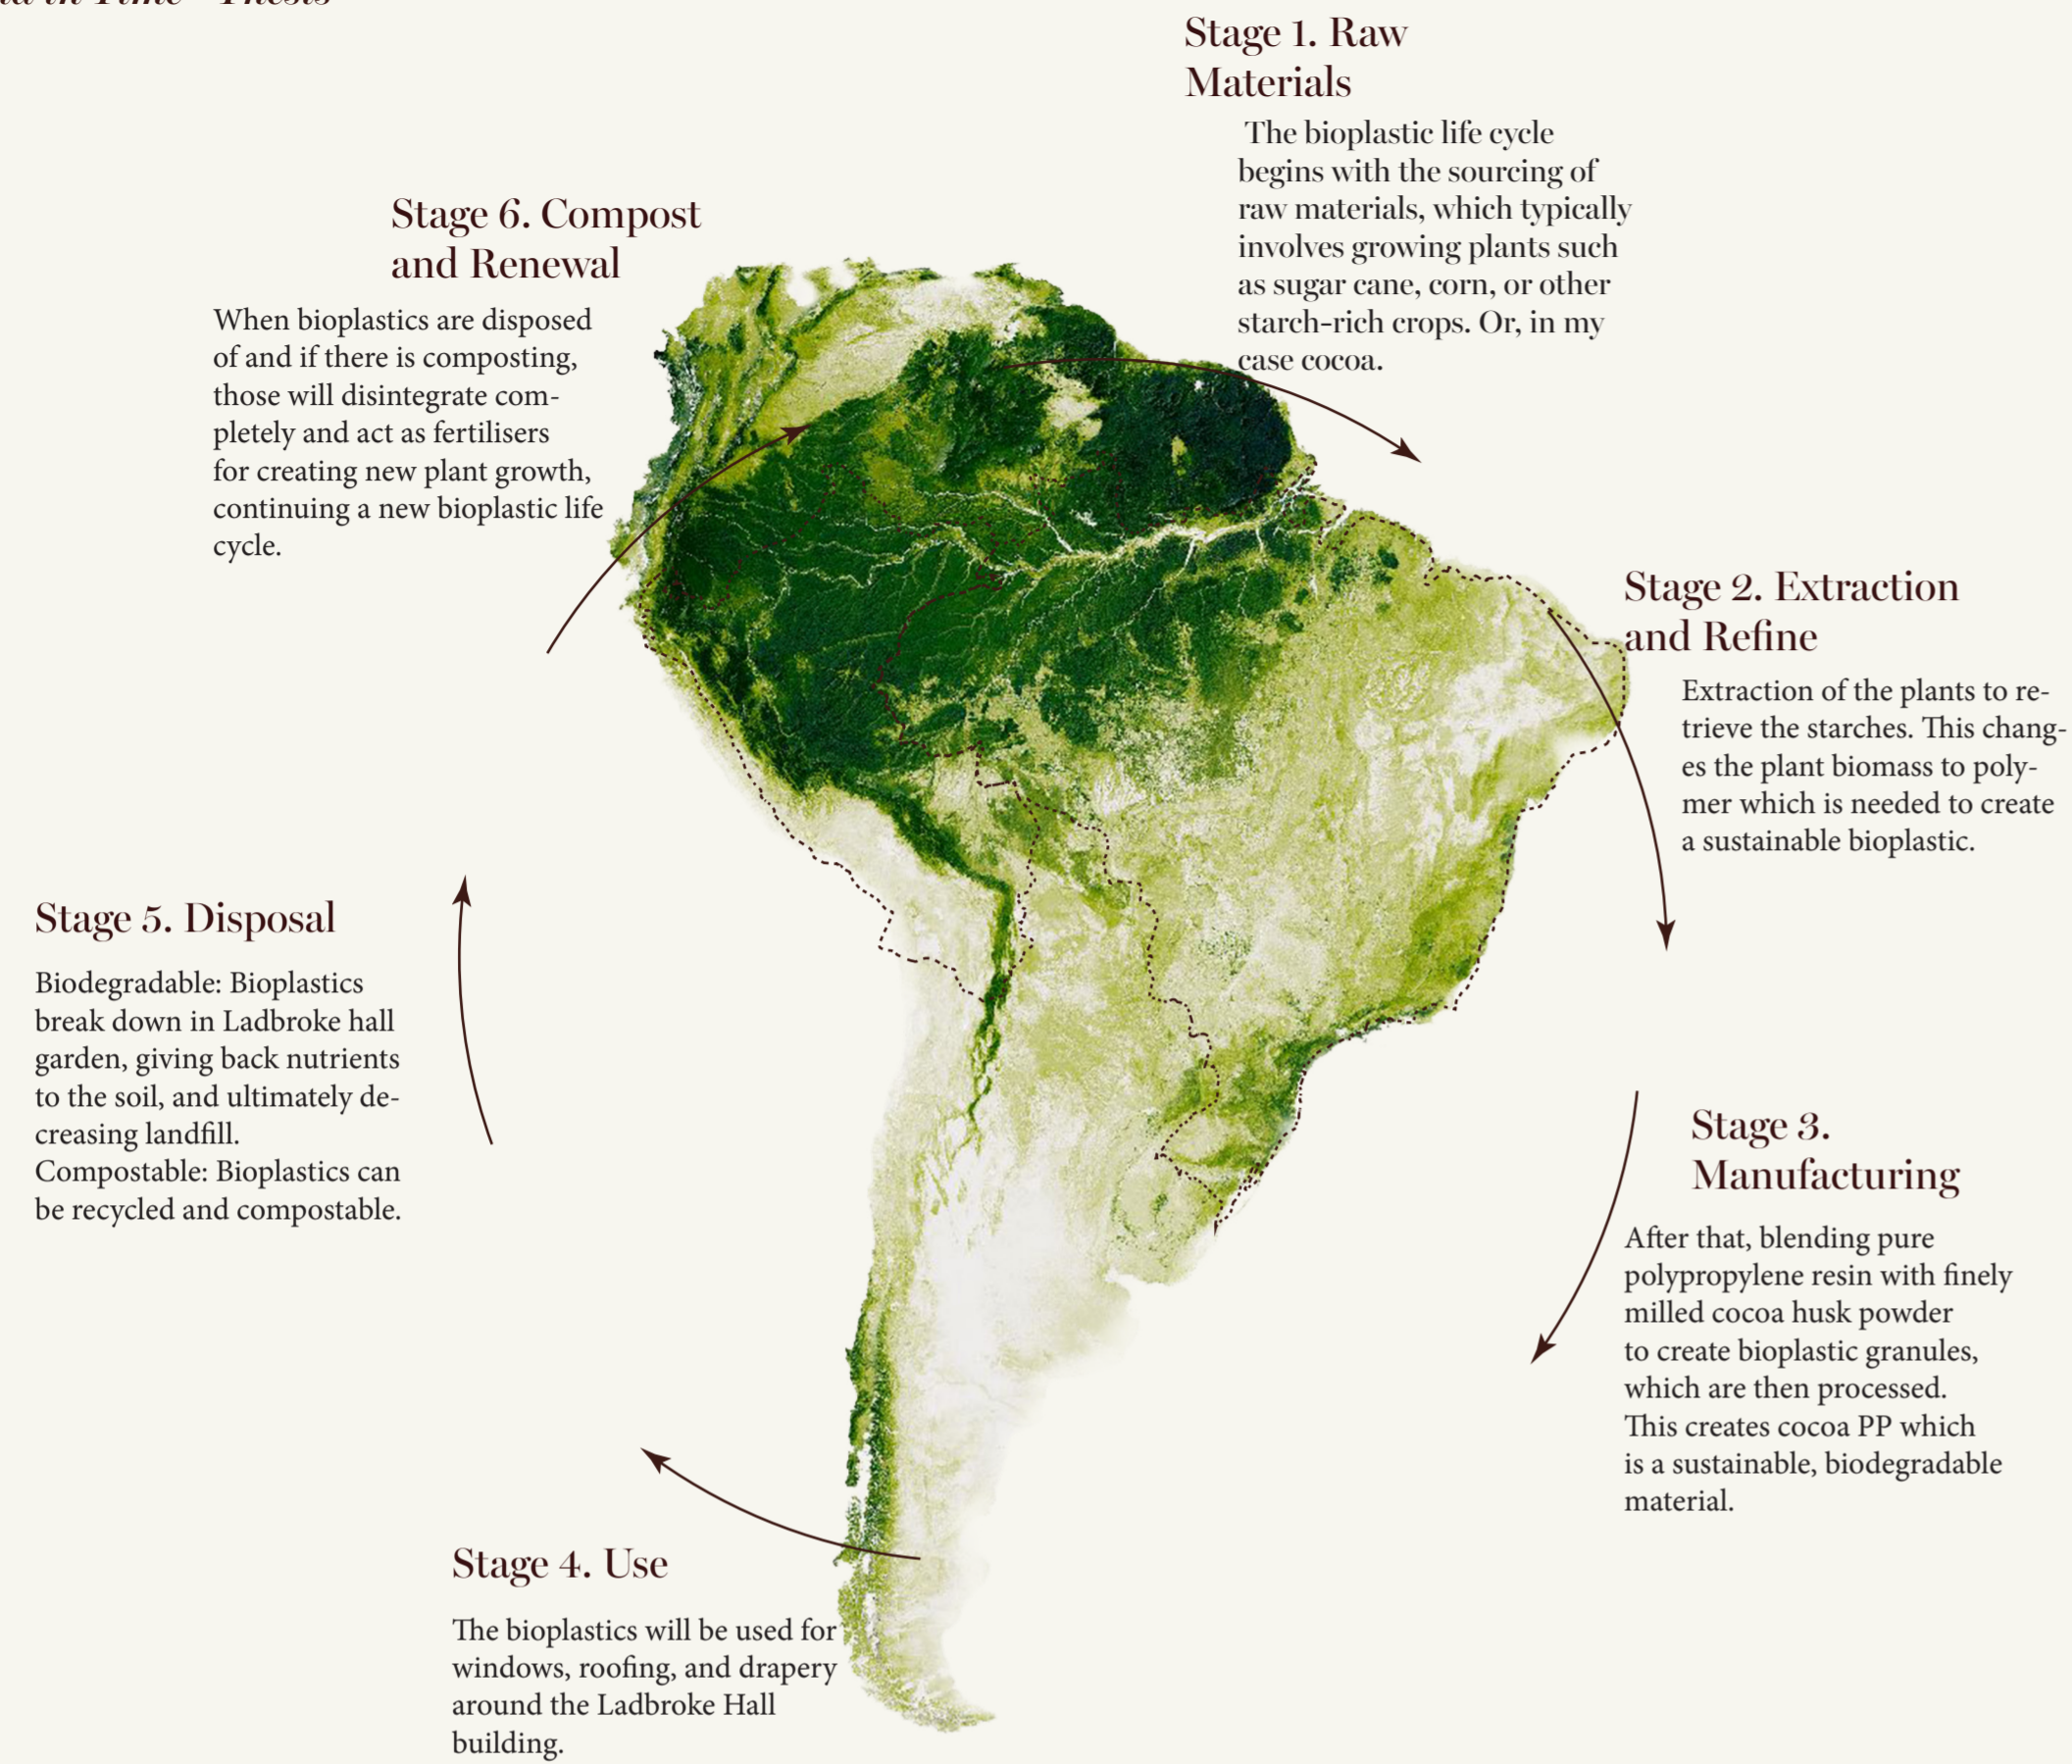 in Time - Thesis
Stage 1. Raw
Materials
The bioplastic life cycle
begins with the sourcing of
raw materials, which typically
involves growing plants such
as sugar cane, corn, or other
starch-rich crops. Or, in my
case cocoa.
Stage 2. Extraction
and Refine
Extraction of the plants to re-
trieve the starches. This chang-
es the plant biomass to poly-
mer which is needed to create
a sustainable bioplastic.
Stage 3.
Manufacturing
After that, blending pure
polypropylene resin with finely
milled cocoa husk powder
to create bioplastic granules,
which are then processed.
This creates cocoa PP which
is a sustainable, biodegradable
material.
Stage 4. Use
The bioplastics will be used for
windows, roofing, and drapery
around the Ladbroke Hall
building.
Stage 5. Disposal
Biodegradable: Bioplastics
break down in Ladbroke hall
garden, giving back nutrients
to the soil, and ultimately de-
creasing landfill.
Compostable: Bioplastics can
be recycled and compostable.
Stage 6. Compost
and Renewal
When bioplastics are disposed
of and if there is composting,
those will disintegrate com-
pletely and act as fertilisers
for creating new plant growth,
continuing a new bioplastic life
cycle.